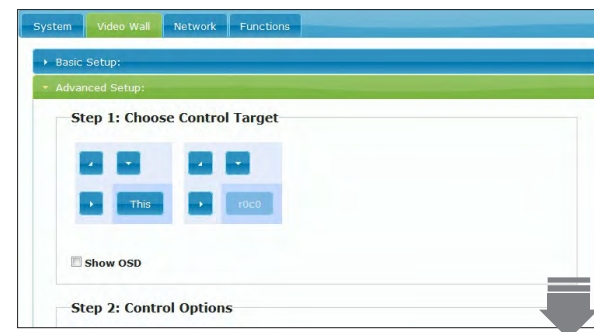 System Video Wall Network Functions
Basic Setup:
Advanced Setup:
Step 1: Choose Control Target
This r0c0
Show OSD
Step 2: Control Options